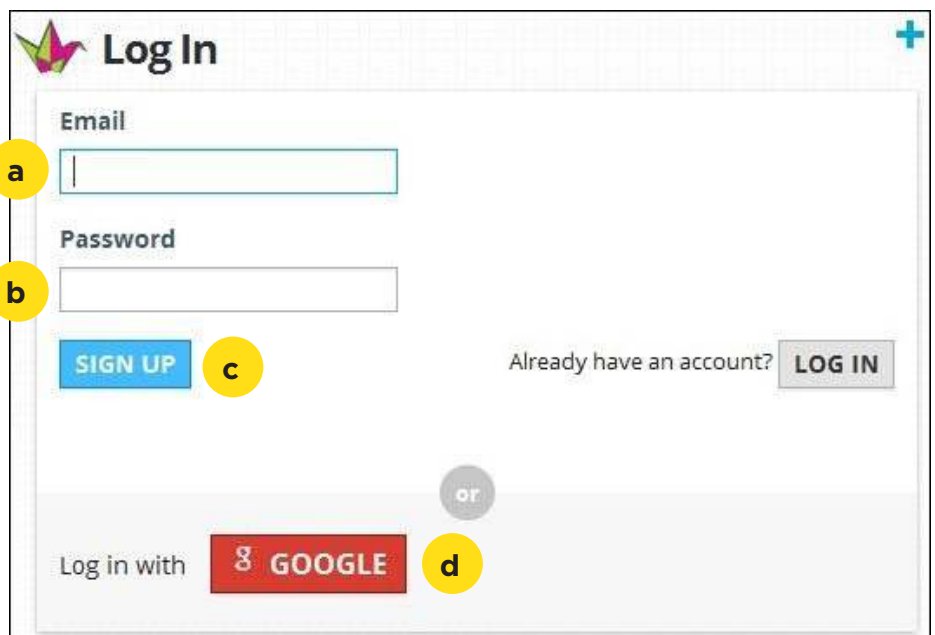 Log In
Email
a
Password
b
SIGN UP c Already have an account? LOG IN
or
Log in with g GOOGLE d